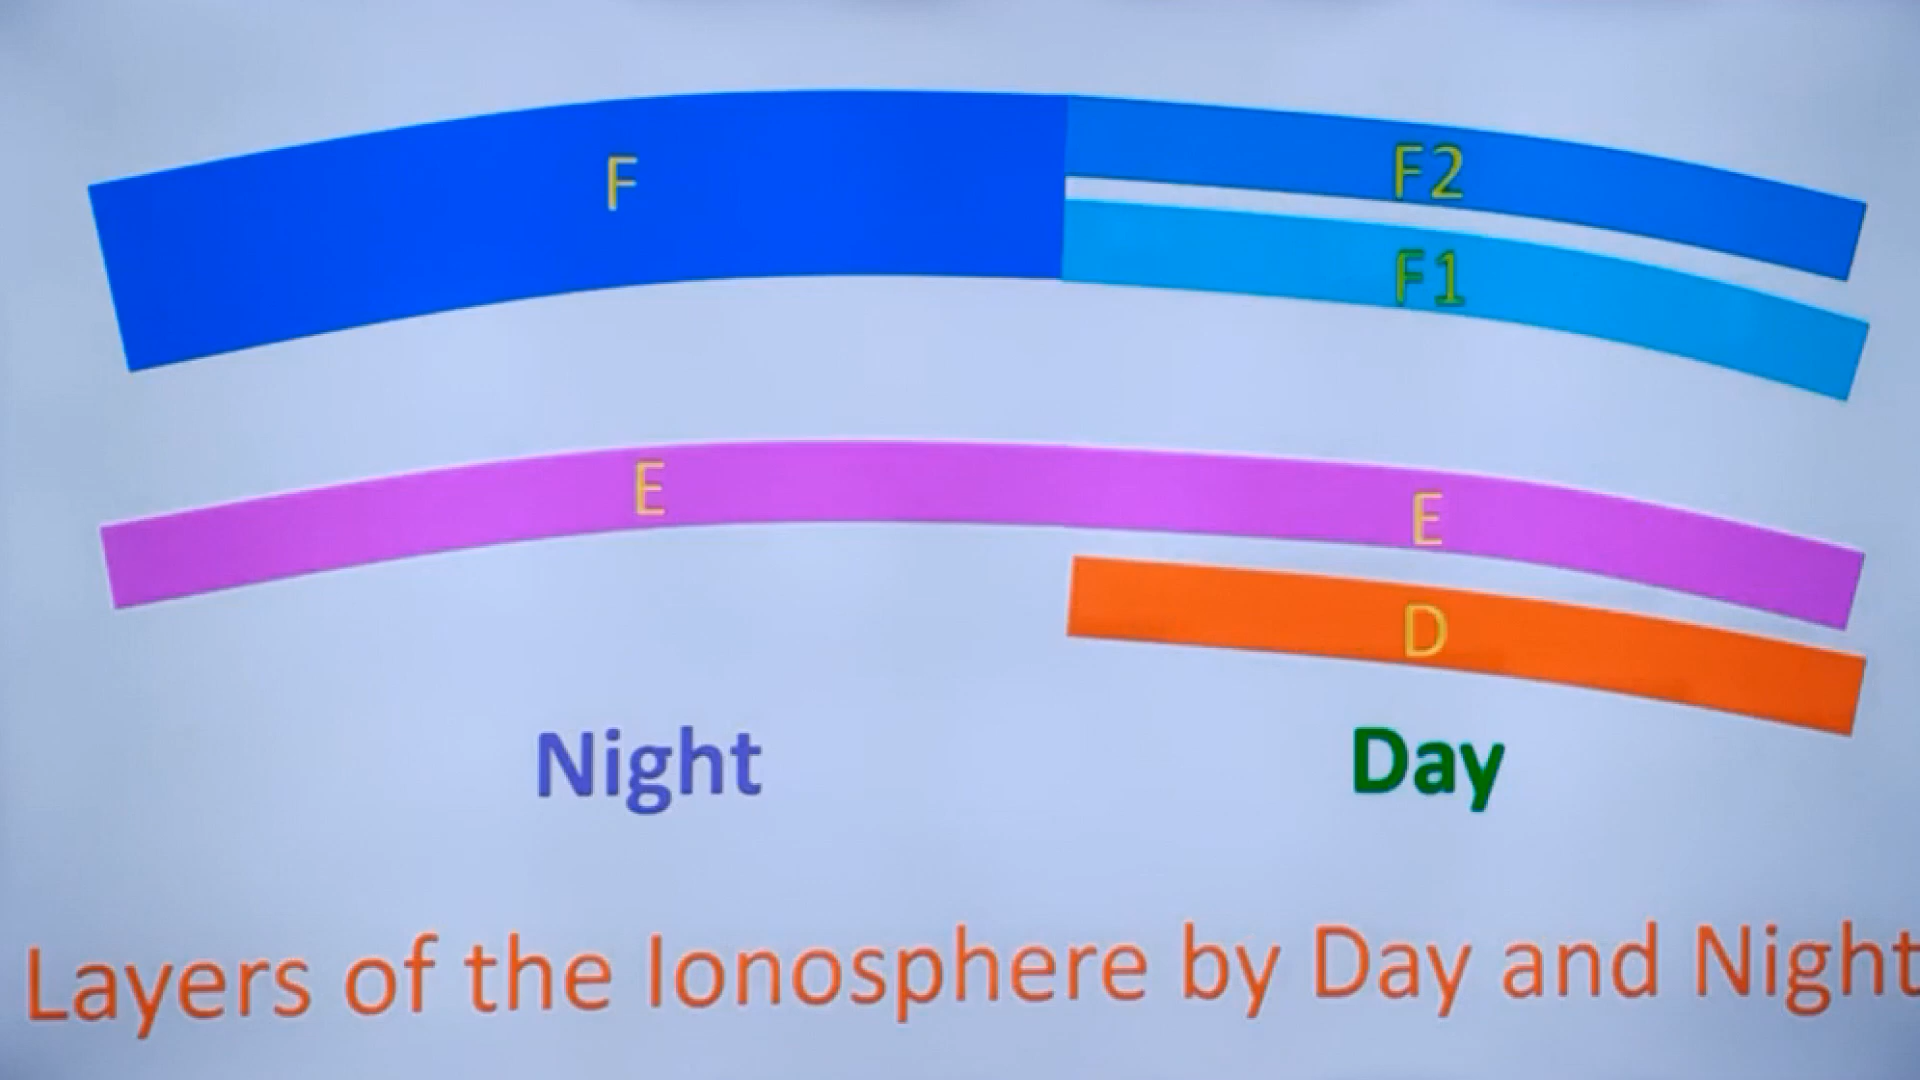 F
F2
F1
E
E
D
Night
Day
Layers of the Ionosphere by Day and Night